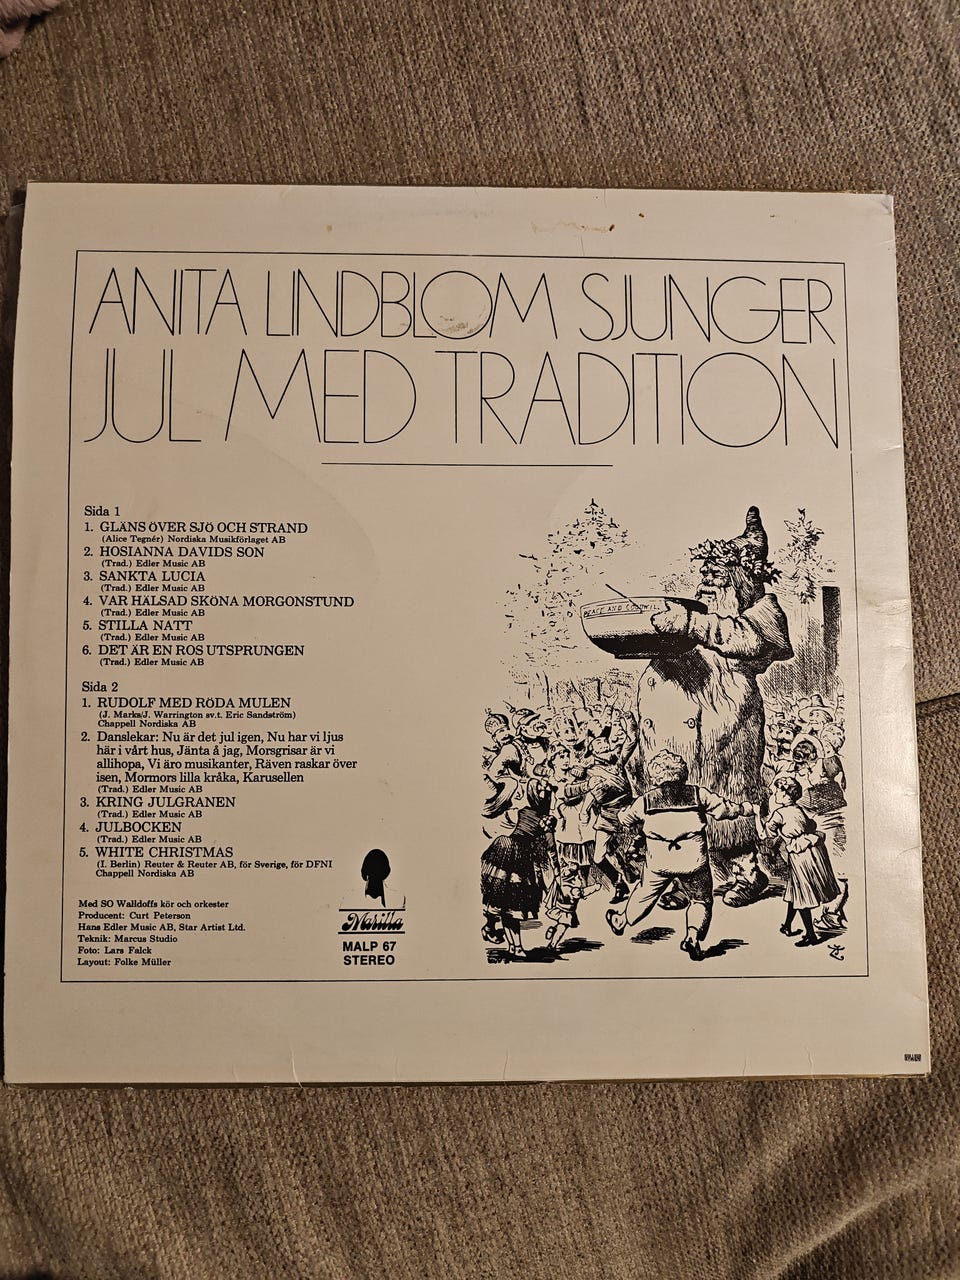 ANITA LINDBLOM SJUNGER
JUL MED TRADITION
Sida 1
1. GLÄNS ÖVER SJÖ OCH STRAND
(Alice Tegnér) Nordiska Musikförlaget AB
2. HOSIANNA DAVIDS SON
(Trad.) Edler Music AB
3. SANKTA LUCIA
(Trad.) Edler Music AB
4. VAR HÄLSAD SKÖNA MORGONSTUND
(Trad.) Edler Music AB
5. STILLA NATT
(Trad.) Edler Music AB
6. DET ÄR EN ROS UTSPRUNGEN
(Trad.) Edler Music AB
Sida 2
1. RUDOLF MED RÖDA MULEN
(J. Marks/J. Warrington sv.t. Eric Sandström)
Chappell Nordiska AB
2. Danslekar: Nu är det jul igen, Nu har vi ljus
här i vårt hus, Jänta å jag, Morsgrisar är vi
allihopa, Vi äro musikanter, Räven raskar över
isen, Mormors lilla kråka, Karusellen
(Trad.) Edler Music AB
3. KRING JULGRANEN
(Trad.) Edler Music AB
4. JULBOCKEN
(Trad.) Edler Music AB
5. WHITE CHRISTMAS
(I. Berlin) Reuter & Reuter AB, för Sverige, för DFNI
Chappell Nordiska AB
Med SO Walldoffs kör och orkester
Producent: Curt Peterson
Hans Edler Music AB, Star Artist Ltd.
Teknik: Marcus Studio
Foto: Lars Falck
Layout: Folke Müller
Marilla
MALP 67
STEREO
PEACE AND GOODWILL